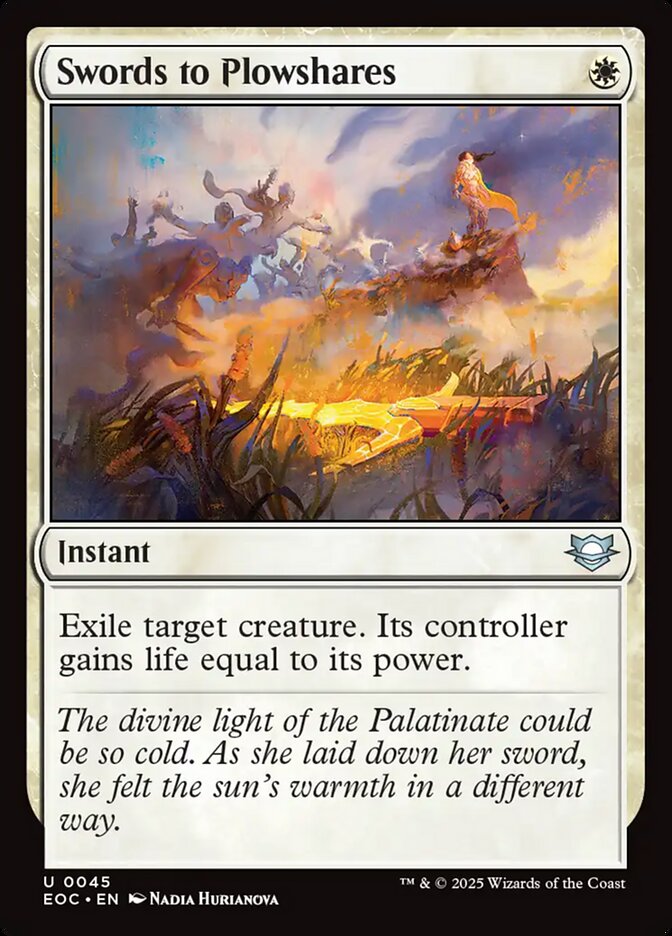 Swords to Plowshares
Instant
Exile target creature. Its controller
gains life equal to its power.
The divine light of the Palatinate could
be so cold. As she laid down her sword,
she felt the sun's warmth in a different
way.
U 0045
EOC • EN Nadia Hurianova
™ & © 2025 Wizards of the Coast